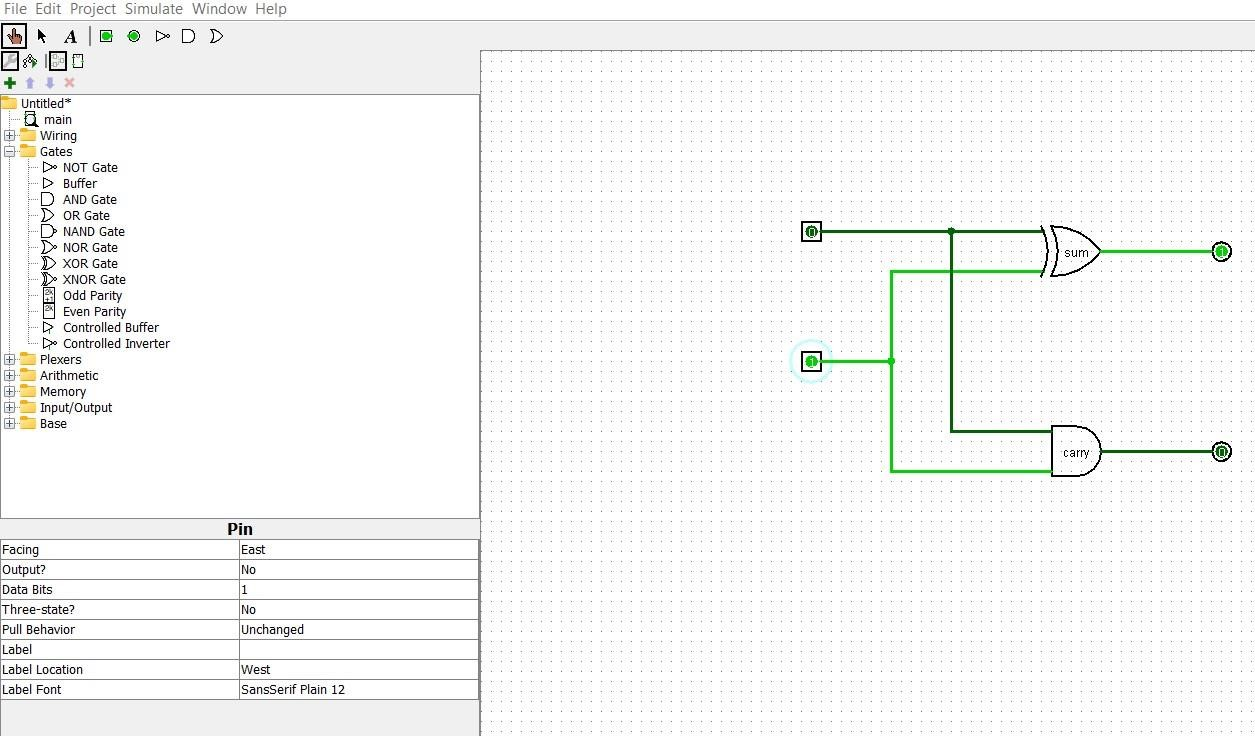 File Edit Project Simulate Window Help
A
Untitled*
main
Wiring
Gates
NOT Gate
Buffer
AND Gate
OR Gate
NAND Gate
NOR Gate
XOR Gate
XNOR Gate
Odd Parity
Even Parity
Controlled Buffer
Controlled Inverter
Plexers
Arithmetic
Memory
Input/Output
Base
Pin
Facing East
Output? No
Data Bits 1
Three-state? No
Pull Behavior Unchanged
Label
Label Location West
Label Font SansSerif Plain 12
0
sum
1
1
carry
0